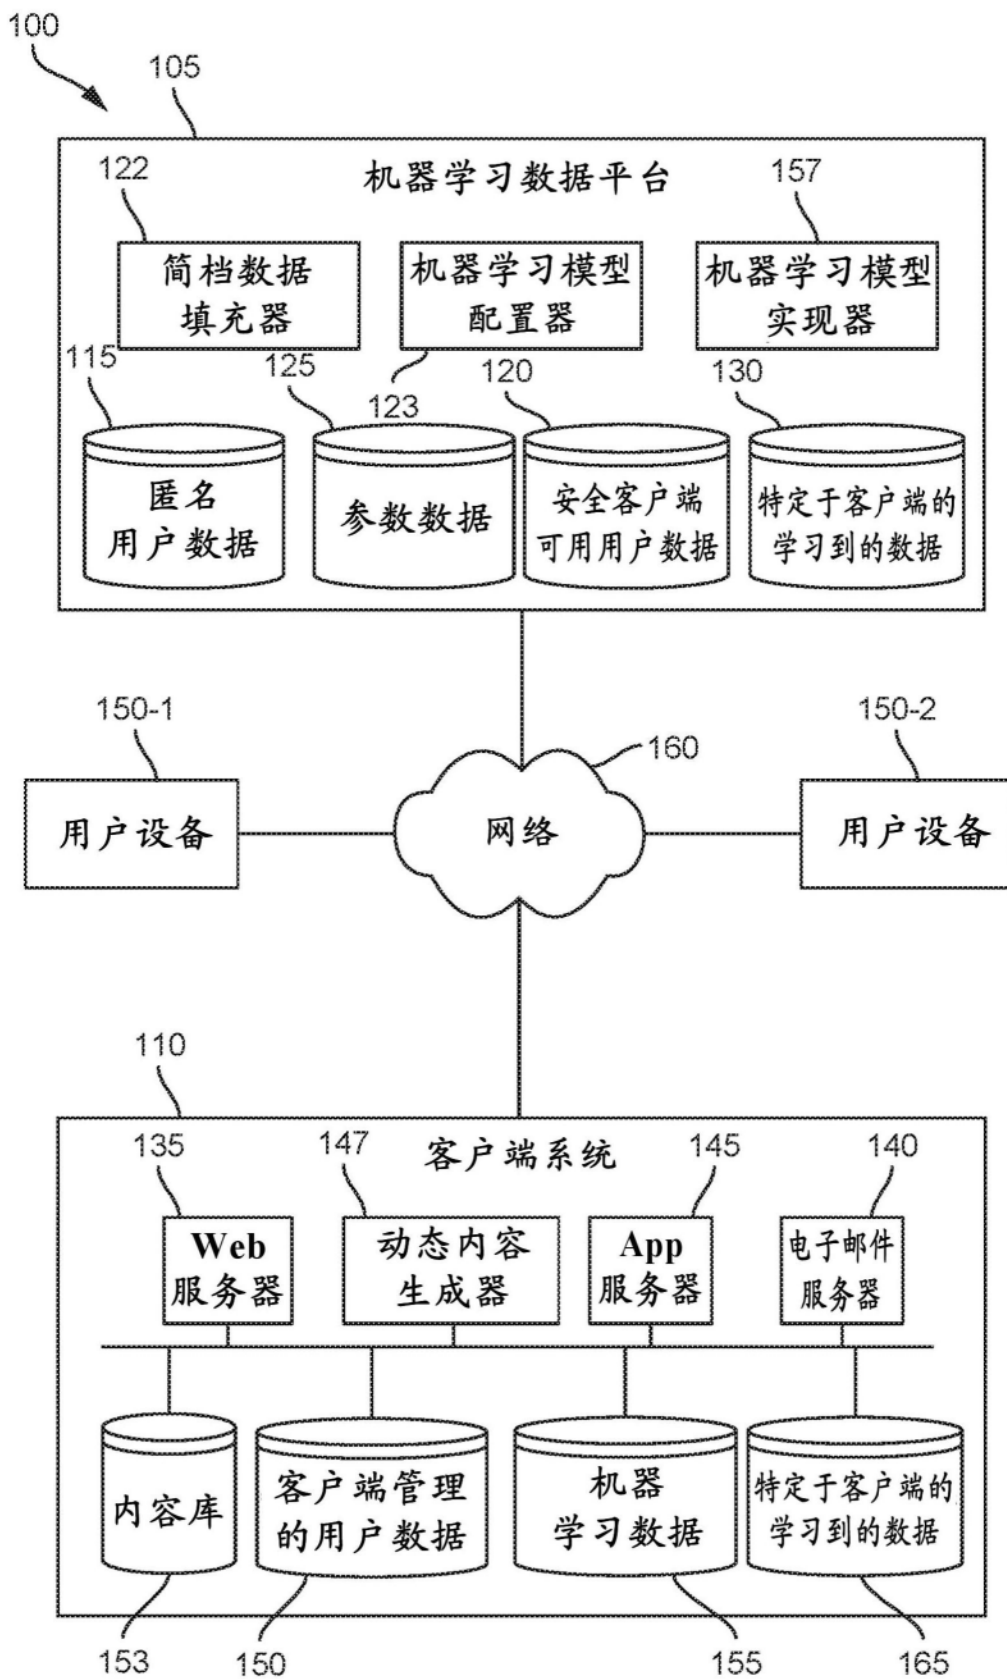 100
105
机器学习数据平台
122
157
简档数据
填充器
机器学习模型
配置器
机器学习模型
实现器
115
125
123
120
130
匿名
用户数据
参数数据
安全客户端
可用用户数据
特定于客户端的
学习到的数据
150-1
150-2
160
用户设备
网络
用户设备
110
客户端系统
135
147
145
140
Web
服务器
动态内容
生成器
App
服务器
电子邮件
服务器
内容库
客户端管理
的用户数据
机器
学习数据
特定于客户端的
学习到的数据
153
150
155
165